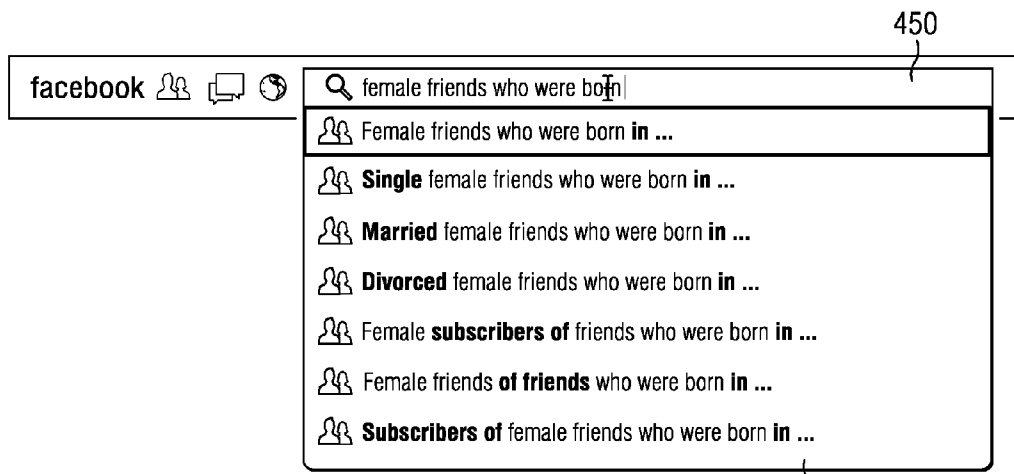 450
facebook female friends who were born
Female friends who were born in ...
Single female friends who were born in ...
Married female friends who were born in ...
Divorced female friends who were born in ...
Female subscribers of friends who were born in ...
Female friends of friends who were born in ...
Subscribers of female friends who were born in ...